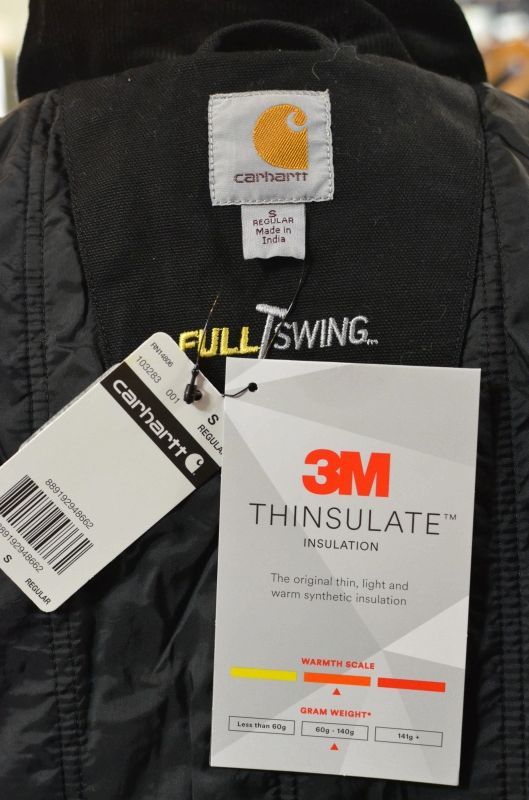 carhartt
S
REGULAR
Made in
India
FULL SWING™
RN14806
103283 001
S
REGULAR
carhartt
889192948662
889192948662
S
REGULAR
3M
THINSULATE™
INSULATION
The original thin, light and
warm synthetic insulation
WARMTH SCALE
GRAM WEIGHT*
Less than 60g
60g - 140g
141g +